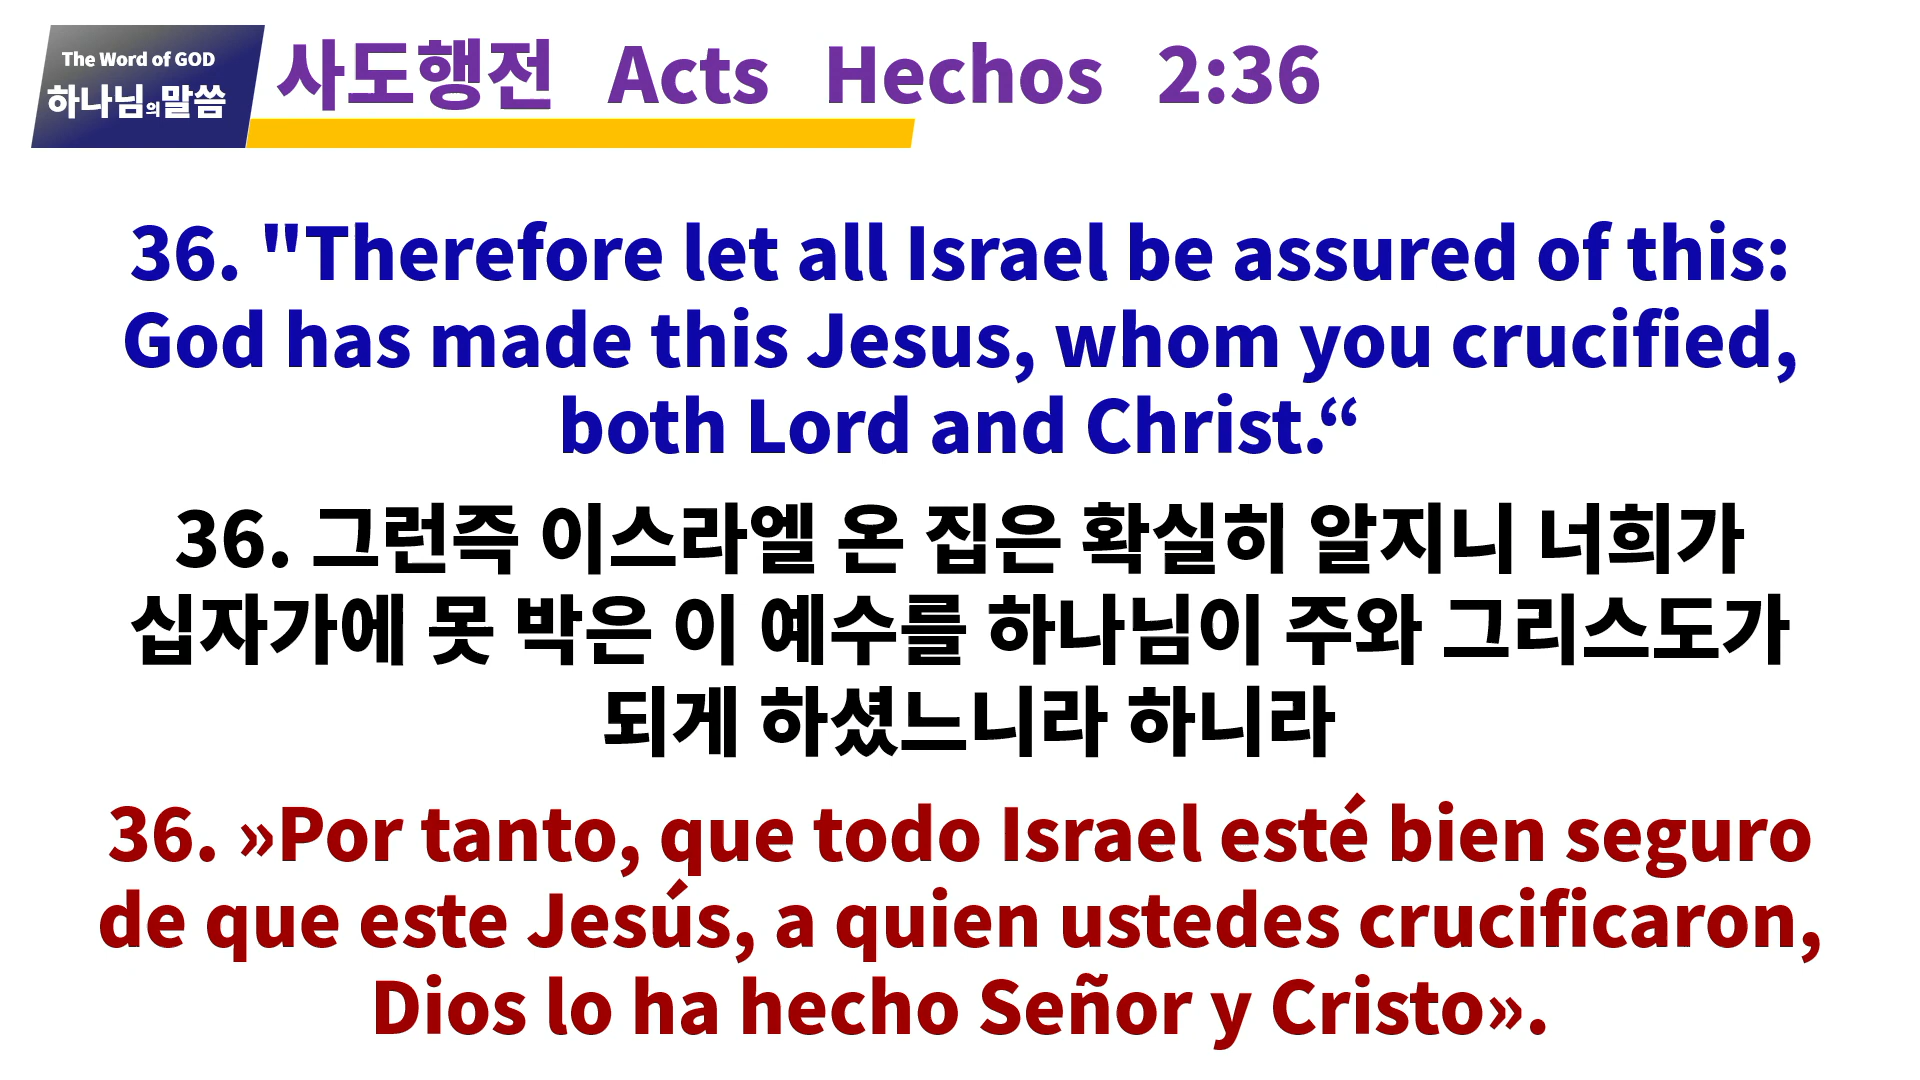 The Word of GOD
하나님의말씀
사도행전 Acts Hechos 2:36
36. "Therefore let all Israel be assured of this:
God has made this Jesus, whom you crucified,
both Lord and Christ.“
36. 그런즉 이스라엘 온 집은 확실히 알지니 너희가
십자가에 못 박은 이 예수를 하나님이 주와 그리스도가
되게 하셨느니라 하니라
36. »Por tanto, que todo Israel esté bien seguro
de que este Jesús, a quien ustedes crucificaron,
Dios lo ha hecho Señor y Cristo».